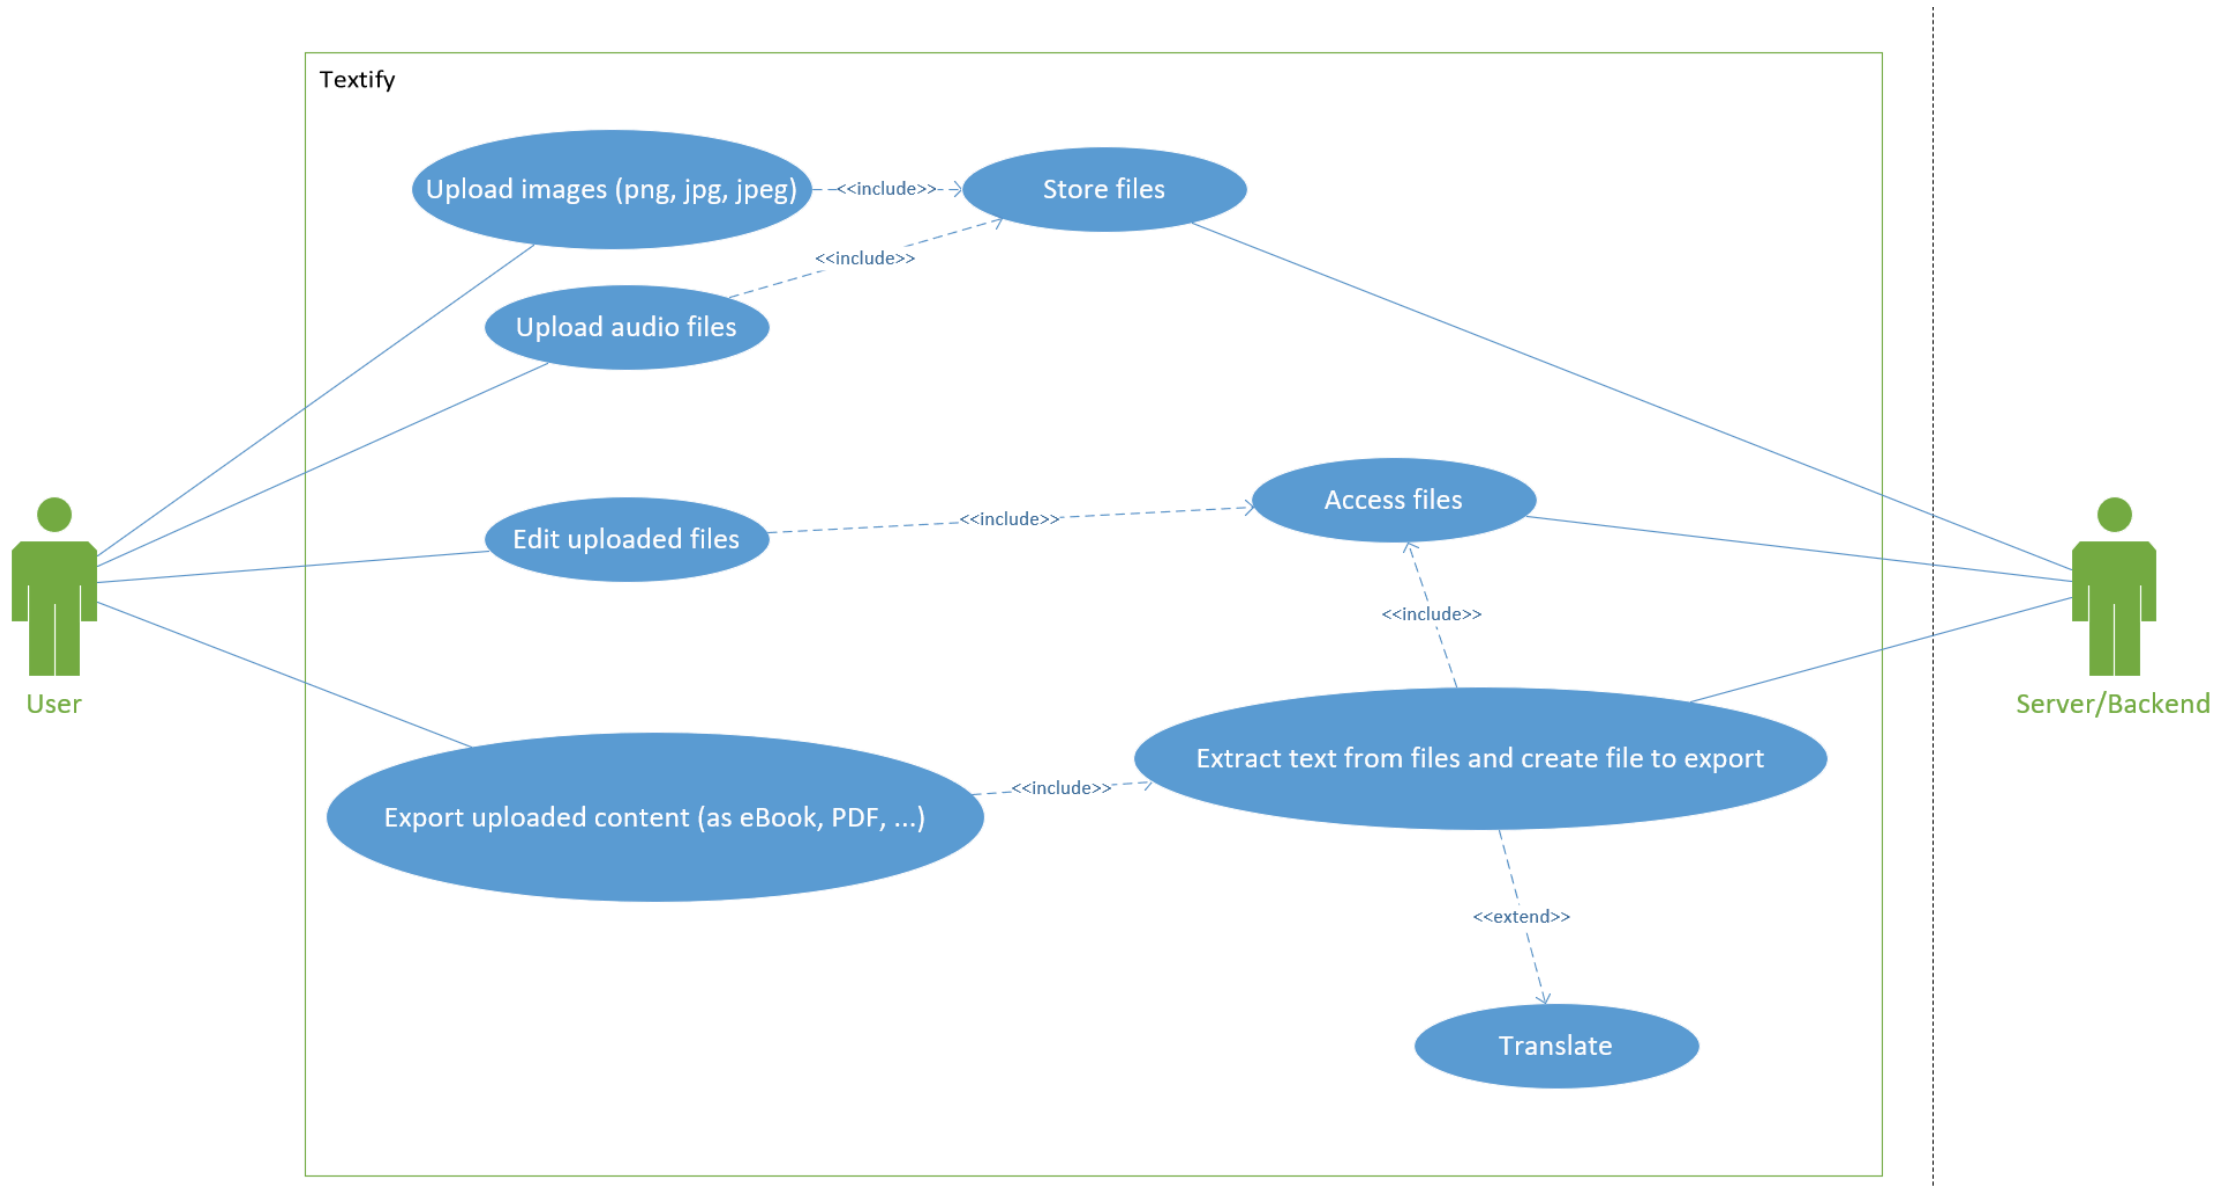 Textify
Upload images (png, jpg, jpeg)
<<include>>
Store files
<<include>>
Upload audio files
Access files
<<include>>
Edit uploaded files
<<include>>
User
Server/Backend
Extract text from files and create file to export
<<include>>
Export uploaded content (as eBook, PDF, ...)
<<extend>>
Translate